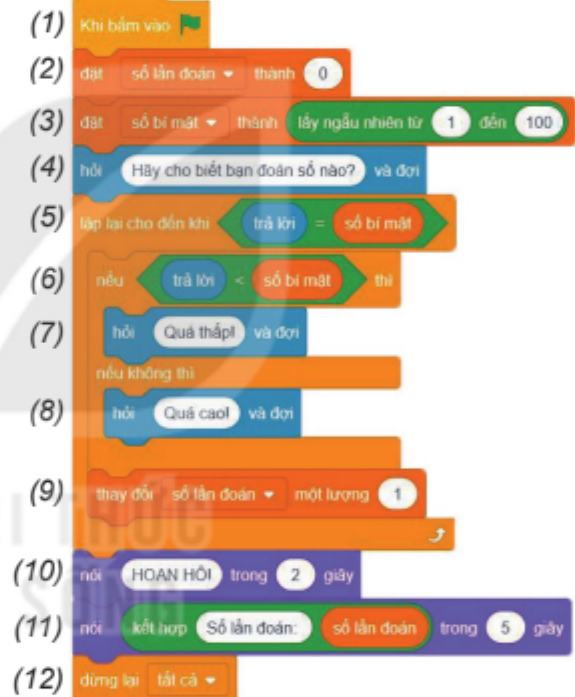 (1) Khi bấm vào
(2) đặt số lần đoán thành 0
(3) đặt số bí mật thành lấy ngẫu nhiên từ 1 đến 100
(4) hỏi Hãy cho biết bạn đoán số nào? và đợi
(5) lặp lại cho đến khi trả lời = số bí mật
(6) nếu trả lời < số bí mật thì
(7) hỏi Quá thấp! và đợi
nếu không thì
(8) hỏi Quá cao! và đợi
(9) thay đổi số lần đoán một lượng 1
(10) nói HOAN HÔ! trong 2 giây
(11) nói kết hợp Số lần đoán: số lần đoán trong 5 giây
(12) dừng lại tất cả